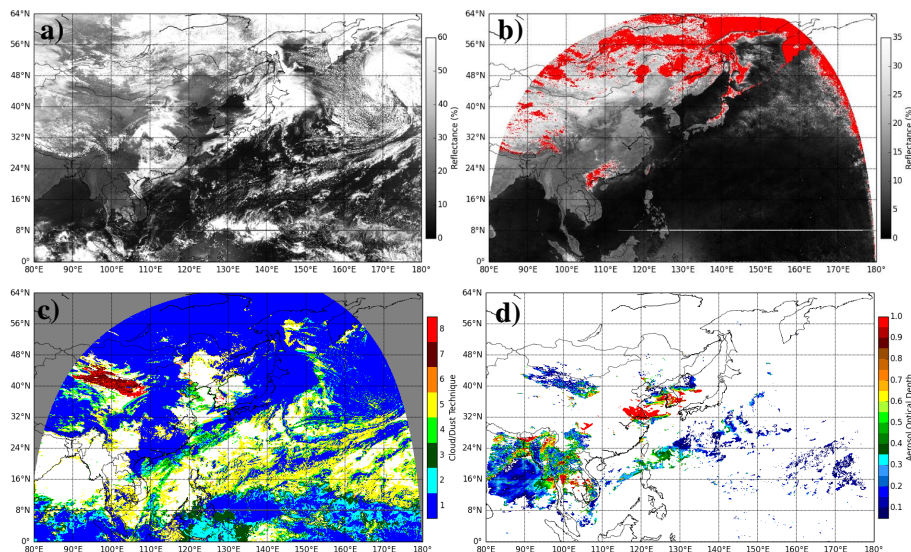 a)
64°N
56°N
48°N
40°N
32°N
24°N
16°N
8°N
0°
80°E 90°E 100°E 110°E 120°E 130°E 140°E 150°E 160°E 170°E 180°
60
50
40
30
20
10
0
Reflectance (%)
b)
64°N
56°N
48°N
40°N
32°N
24°N
16°N
8°N
0°
80°E 90°E 100°E 110°E 120°E 130°E 140°E 150°E 160°E 170°E 180°
35
30
25
20
15
10
5
0
Reflectance (%)
c)
64°N
56°N
48°N
40°N
32°N
24°N
16°N
8°N
0°
80°E 90°E 100°E 110°E 120°E 130°E 140°E 150°E 160°E 170°E 180°
8
7
6
5
4
3
2
1
Cloud/Dust Technique
d)
64°N
56°N
48°N
40°N
32°N
24°N
16°N
8°N
0°
80°E 90°E 100°E 110°E 120°E 130°E 140°E 150°E 160°E 170°E 180°
1.0
0.9
0.8
0.7
0.6
0.5
0.4
0.3
0.2
0.1
Aerosol Optical Depth